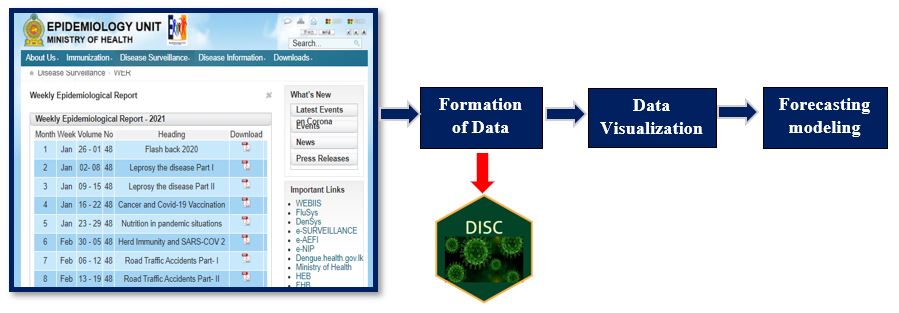 EPIDEMIOLOGY UNIT
MINISTRY OF HEALTH
Search...
About Us Immunization Disease Surveillance Disease Information Downloads
Disease Surveillance WER
Weekly Epidemiological Report
Weekly Epidemiological Report - 2021
Month Week Volume No Heading Download
1 Jan 26 - 01 48 Flash back 2020
2 Jan 02- 08 48 Leprosy the disease Part I
3 Jan 09 - 15 48 Leprosy the disease Part II
4 Jan 16 - 22 48 Cancer and Covid-19 Vaccination
5 Jan 23 - 29 48 Nutrition in pandemic situations
6 Feb 30 - 05 48 Herd Immunity and SARS-COV 2
7 Feb 06 - 12 48 Road Traffic Accidents Part- I
8 Feb 13 - 19 48 Road Traffic Accidents Part- II
What's New
Latest Events
on Corona
Events
News
Press Releases
Important Links
WEBIIS
FluSys
DenSys
e-SURVEILLANCE
e-AEFI
e-NIP
Dengue.health.gov.lk
Ministry of Health
HEB
Formation
of Data
Data
Visualization
Forecasting
modeling
DISC